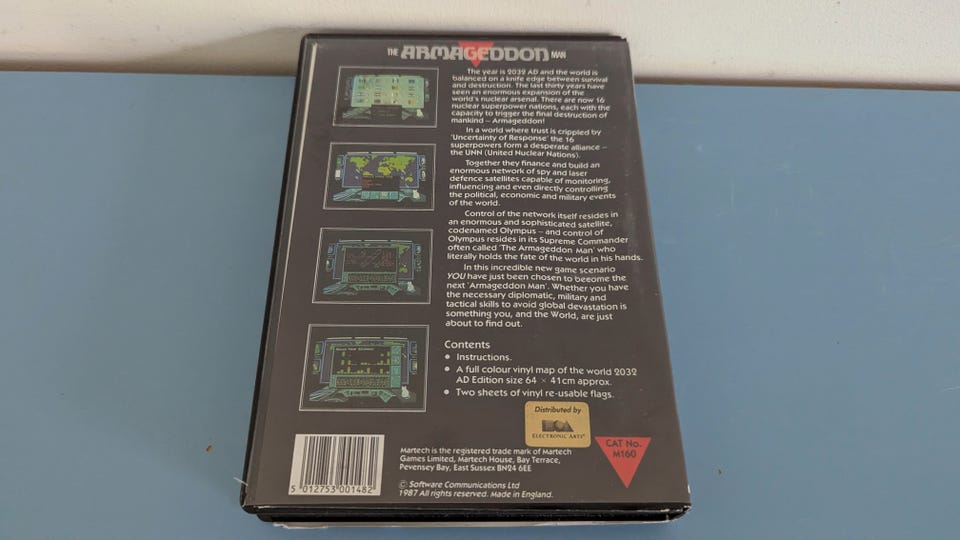 THE ARMAGEDDON MAN
The year is 2032 AD and the world is
balanced on a knife edge between survival
and destruction. The last thirty years have
seen an enormous expansion of the
world's nuclear arsenal. There are now 16
nuclear superpower nations, each with the
capacity to trigger the final destruction of
mankind – Armageddon!
In a world where trust is crippled by
'Uncertainty of Response' the 16
superpowers form a desperate alliance –
the UNN (United Nuclear Nations).
Together they finance and build an
enormous network of spy and laser
defence satellites capable of monitoring,
influencing and even directly controlling
the political, economic and military events
of the world.
Control of the network itself resides in
an enormous and sophisticated satellite,
codenamed Olympus – and control of
Olympus resides in its Supreme Commander
often called 'The Armageddon Man' who
literally holds the fate of the world in his hands.
In this incredible new game scenario
YOU have just been chosen to become the
next 'Armageddon Man'. Whether you have
the necessary diplomatic, military and
tactical skills to avoid global devastation is
something you, and the World, are just
about to find out.
Contents
• Instructions.
• A full colour vinyl map of the world 2032
AD Edition size 64 × 41cm approx.
• Two sheets of vinyl re-usable flags.
Distributed by
EOA
ELECTRONIC ARTS®
CAT No.
M160
5 012753 001482
Martech is the registered trade mark of Martech
Games Limited, Martech House, Bay Terrace,
Pevensey Bay, East Sussex BN24 6EE
© Software Communications Ltd
1987 All rights reserved. Made in England.